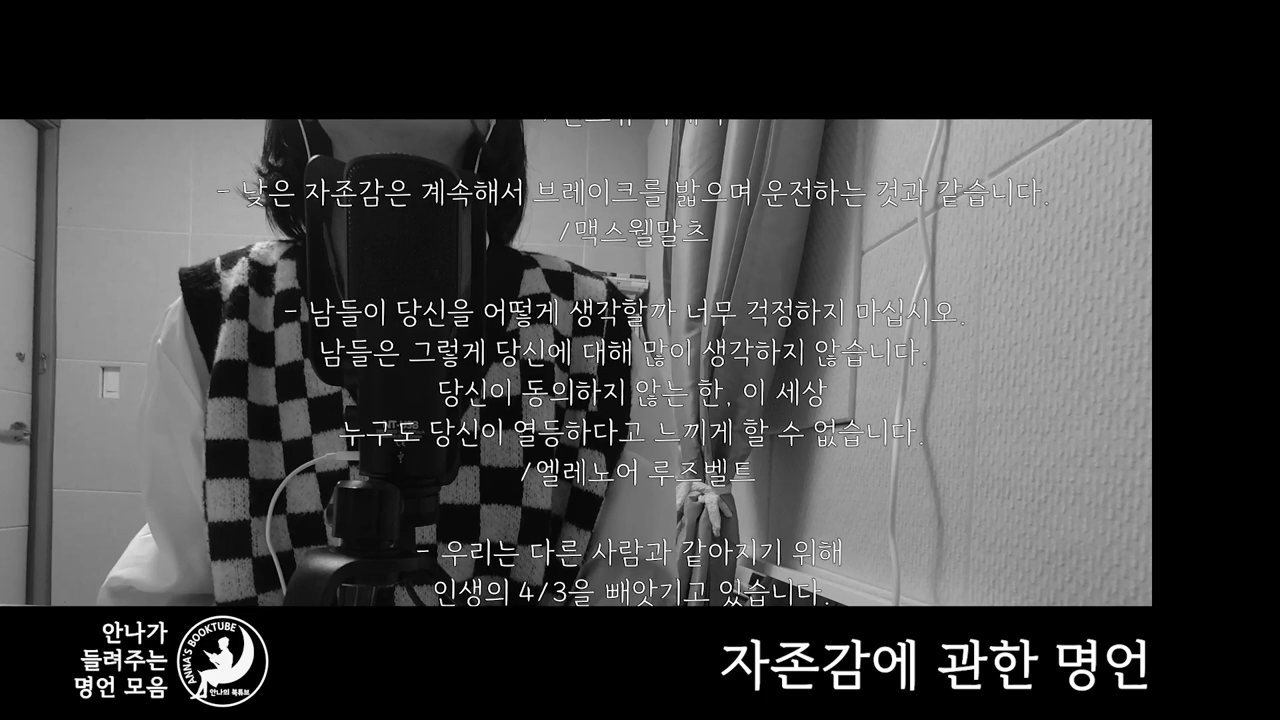 - 낮은 자존감은 계속해서 브레이크를 밟으며 운전하는 것과 같습니다.
/맥스웰말츠
- 남들이 당신을 어떻게 생각할까 너무 걱정하지 마십시오.
남들은 그렇게 당신에 대해 많이 생각하지 않습니다.
당신이 동의하지 않는 한, 이 세상
누구도 당신이 열등하다고 느끼게 할 수 없습니다.
/엘레노어 루즈벨트
- 우리는 다른 사람과 같아지기 위해
인생의 4/3을 빼앗기고 있습니다.
안나가
들려주는
명언 모음
ANNA'S BOOKTUBE
안나의 북튜브
자존감에 관한 명언